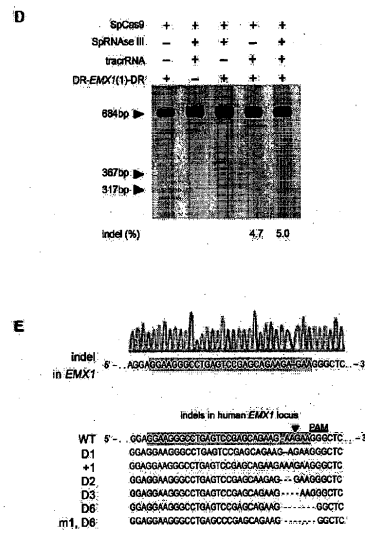 D
SpCas9 + + + + +
SpRNAse III − + + − +
tracrRNA − + − + +
DR-EMX1(1)-DR + − + + +
684bp
367bp
317bp
indel (%) 4.7 5.0
E
indel
in EMX1
5'-..AGGAGGAAGGGCCTGAGTCCGAGCAGAAGA-GAAGGGCTC..-3
indels in human EMX1 locus
PAM
WT 5'-..GGAGGAAGGGCCTGAGTCCGAGCAGAAG-AAGAAGGGCTC..-3
D1 GGAGGAAGGGCCTGAGTCCGAGCAGAAG--AGAAGGGCTC
+1 GGAGGAAGGGCCTGAGTCCGAGCAGAAGAAAGAAGGGCTC
D2 GGAGGAAGGGCCTGAGTCCGAGCAAGAG---GAAGGGCTC
D3 GGAGGAAGGGCCTGAGTCCGAGCAGAAG----AAGGGCTC
D6 GGAGGAAGGGCCTGAGTCCGAGCAGAAG-------GGCTC
m1, D6 GGAGGAAGGGCCTGAGCCCGAGCAGAAG-------GGCTC